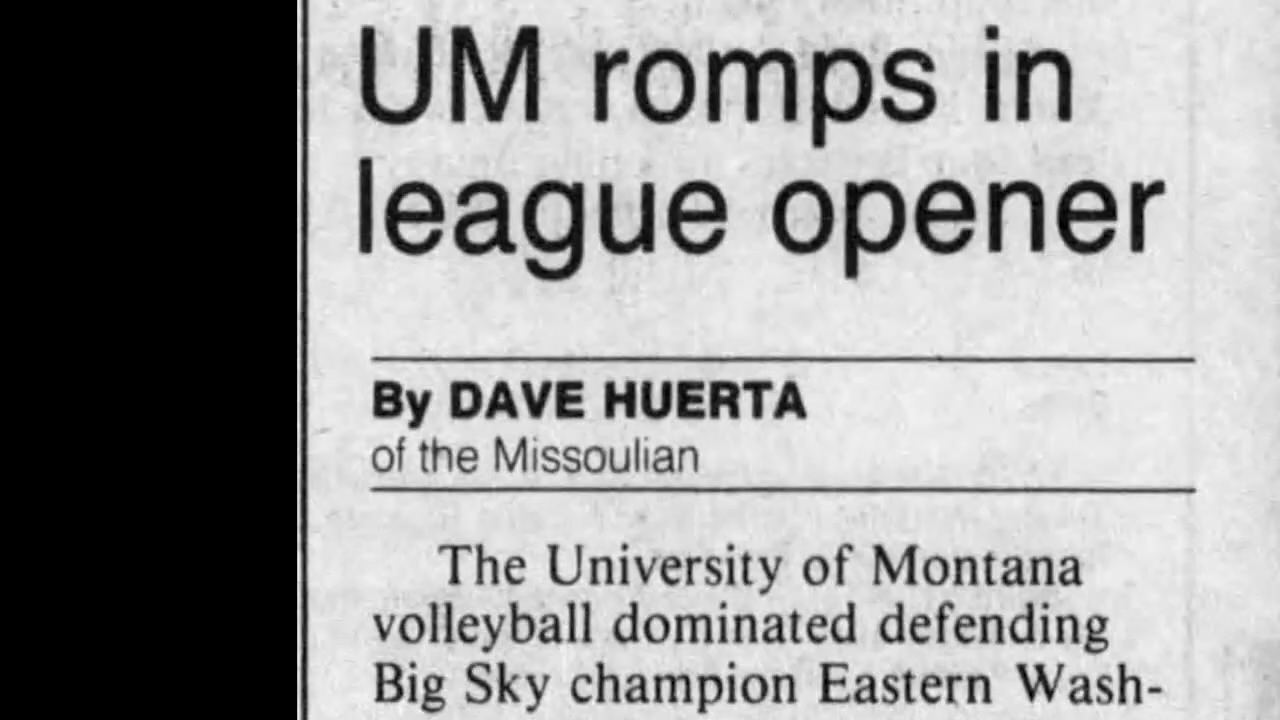 UM romps in
league opener
By DAVE HUERTA
of the Missoulian
The University of Montana
volleyball dominated defending
Big Sky champion Eastern Wash-